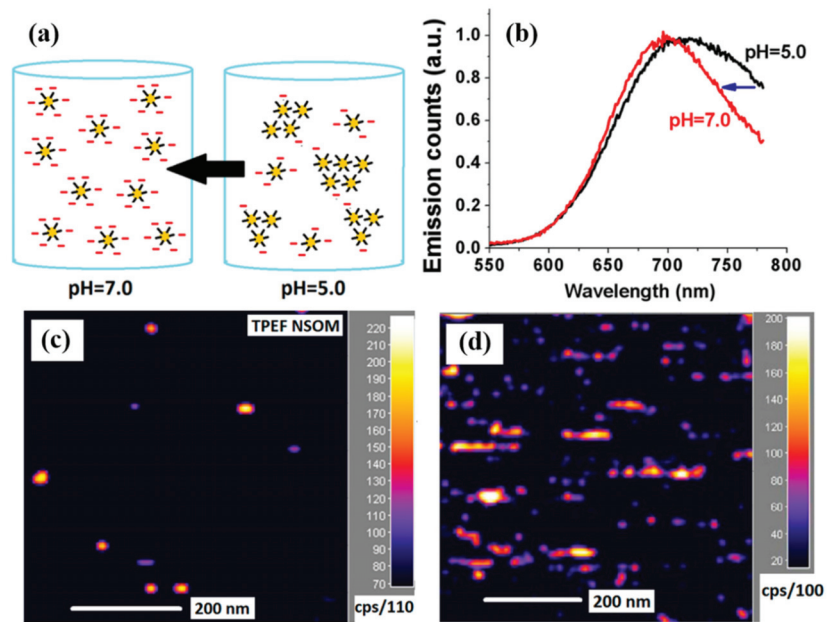 (a)
pH=7.0
pH=5.0
(b)
Emission counts (a.u.)
1.0
0.8
0.6
0.4
0.2
0.0
pH=5.0
pH=7.0
550 600 650 700 750 800
Wavelength (nm)
(c)
TPEF NSOM
220
210
200
190
180
170
160
150
140
130
120
110
100
90
80
70
200 nm
cps/110
(d)
200
180
160
140
120
100
80
60
40
20
200 nm
cps/100